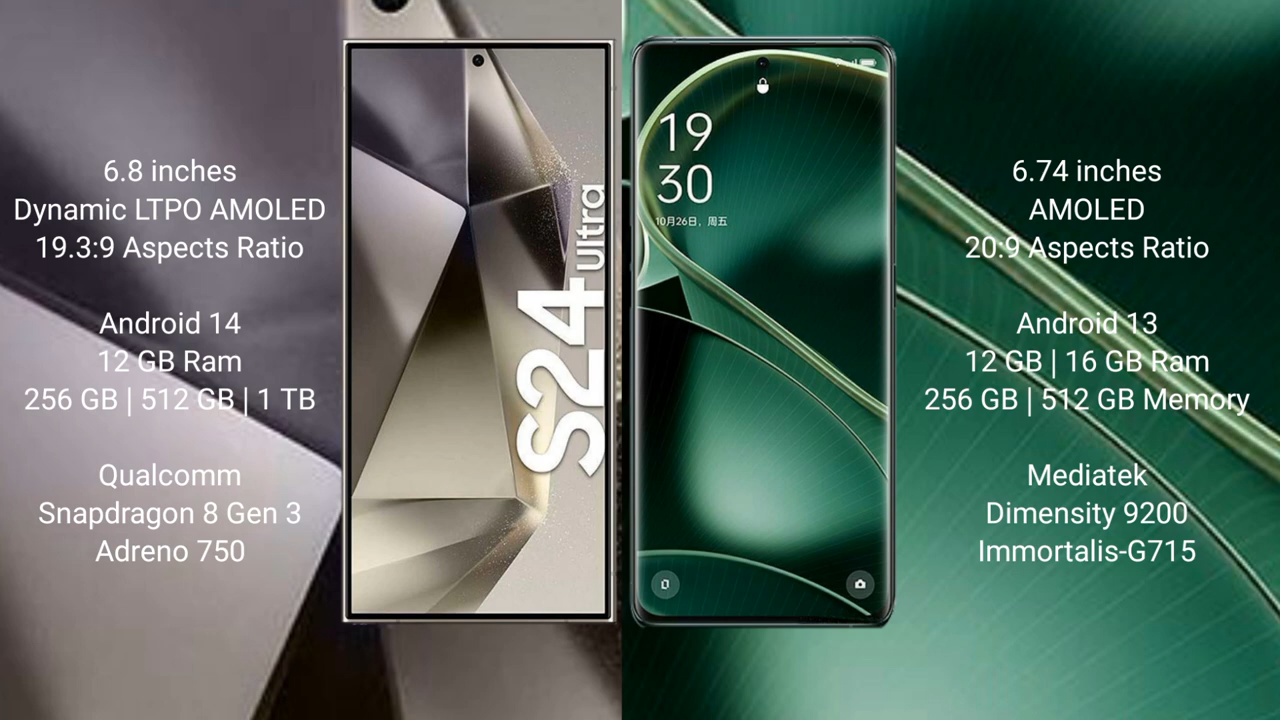 6.8 inches
Dynamic LTPO AMOLED
19.3:9 Aspects Ratio
Android 14
12 GB Ram
256 GB | 512 GB | 1 TB
Qualcomm
Snapdragon 8 Gen 3
Adreno 750
S24 Ultra
19
30
10月26日，周五
6.74 inches
AMOLED
20:9 Aspects Ratio
Android 13
12 GB | 16 GB Ram
256 GB | 512 GB Memory
Mediatek
Dimensity 9200
Immortalis-G715